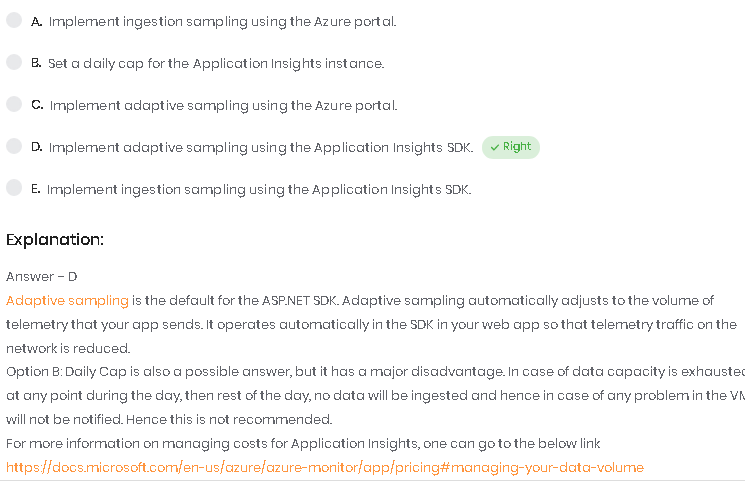 A. Implement ingestion sampling using the Azure portal.
B. Set a daily cap for the Application Insights instance.
C. Implement adaptive sampling using the Azure portal.
D. Implement adaptive sampling using the Application Insights SDK. ✓ Right
E. Implement ingestion sampling using the Application Insights SDK.
Explanation:
Answer – D
Adaptive sampling is the default for the ASP.NET SDK. Adaptive sampling automatically adjusts to the volume of
telemetry that your app sends. It operates automatically in the SDK in your web app so that telemetry traffic on the
network is reduced.
Option B: Daily Cap is also a possible answer, but it has a major disadvantage. In case of data capacity is exhausted
at any point during the day, then rest of the day, no data will be ingested and hence in case of any problem in the VM
will not be notified. Hence this is not recommended.
For more information on managing costs for Application Insights, one can go to the below link
https://docs.microsoft.com/en-us/azure/azure-monitor/app/pricing#managing-your-data-volume